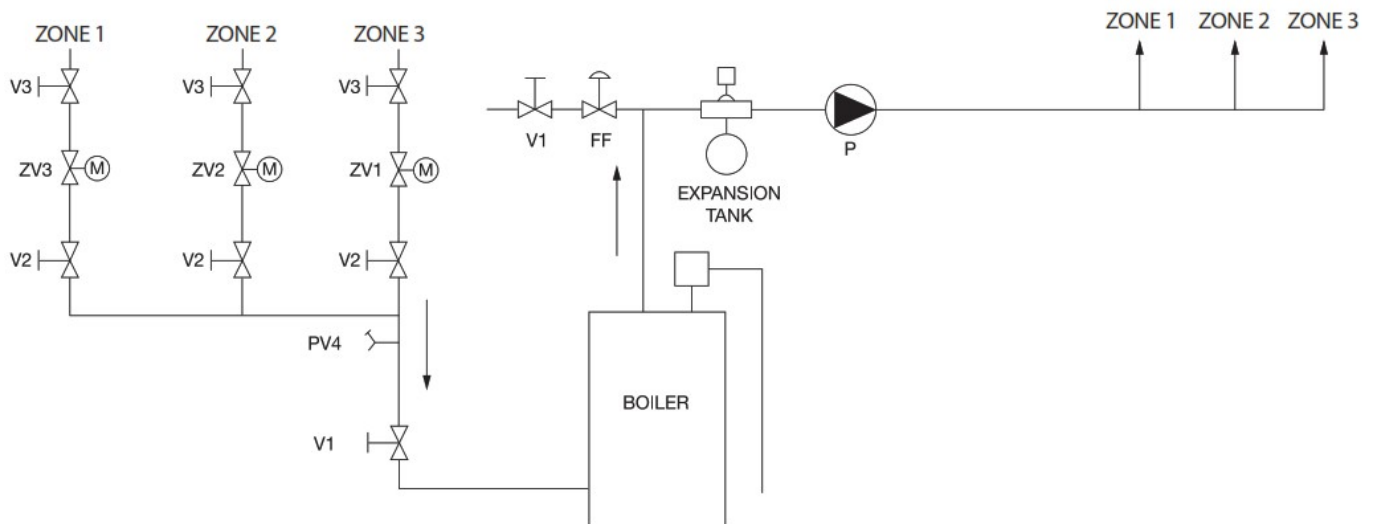 ZONE 1 ZONE 2 ZONE 3
ZONE 1 ZONE 2 ZONE 3
V3 V3 V3
V1 FF P
ZV3 M ZV2 M ZV1 M
EXPANSION
TANK
V2 V2 V2
PV4
BOILER
V1